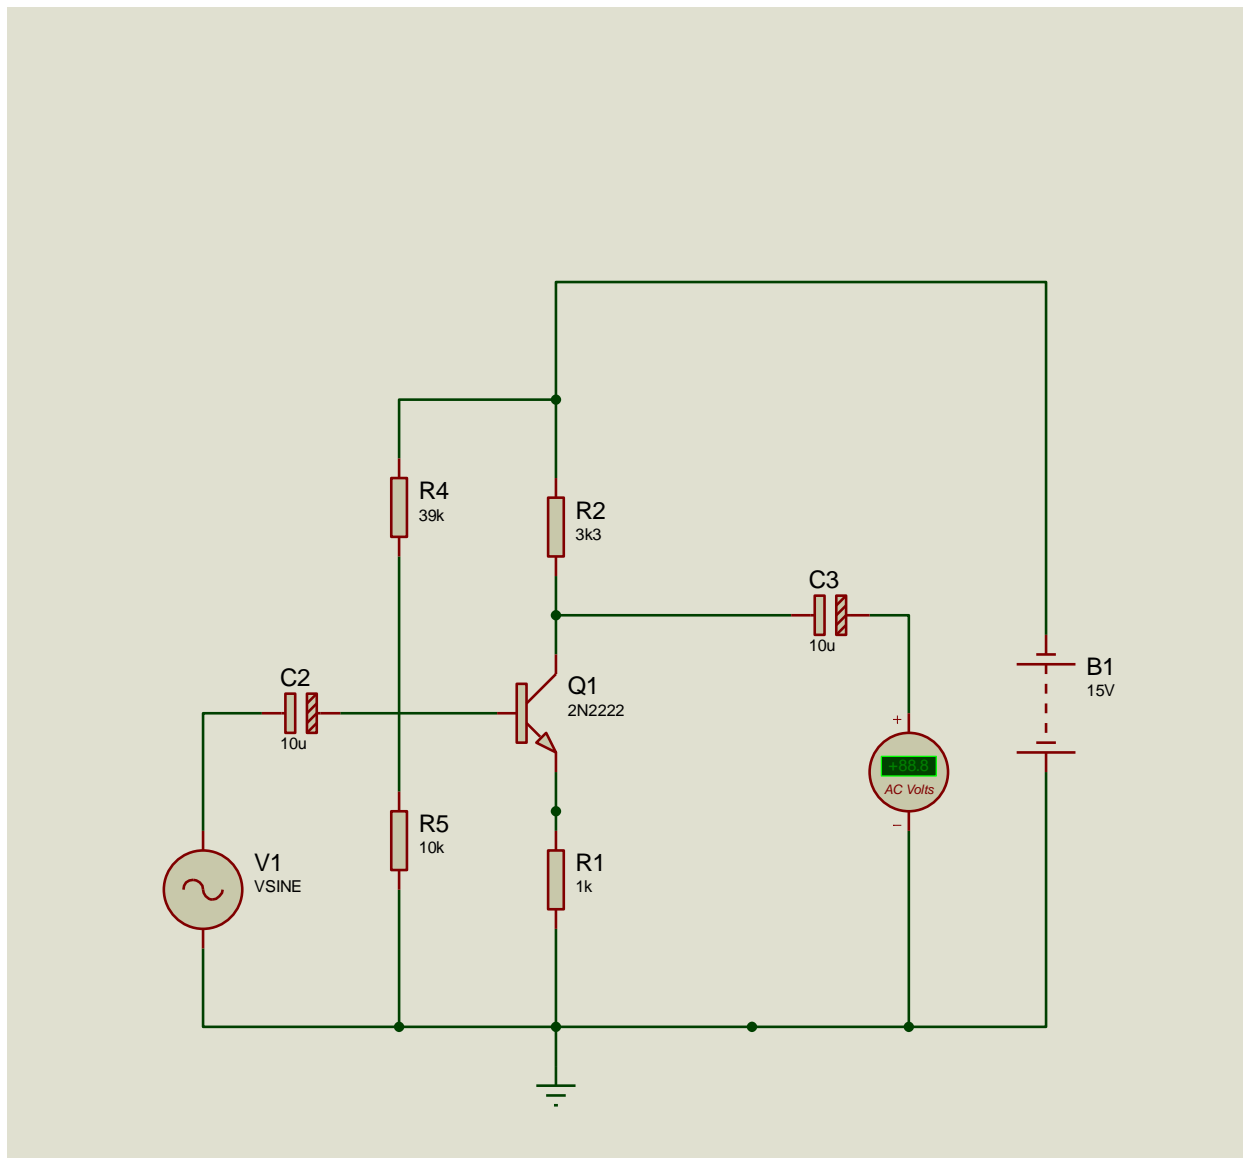 R4
39k
R2
3k3
C3
10u
C2
10u
Q1
2N2222
B1
15V
+
+88.8
AC Volts
−
R5
10k
V1
VSINE
R1
1k